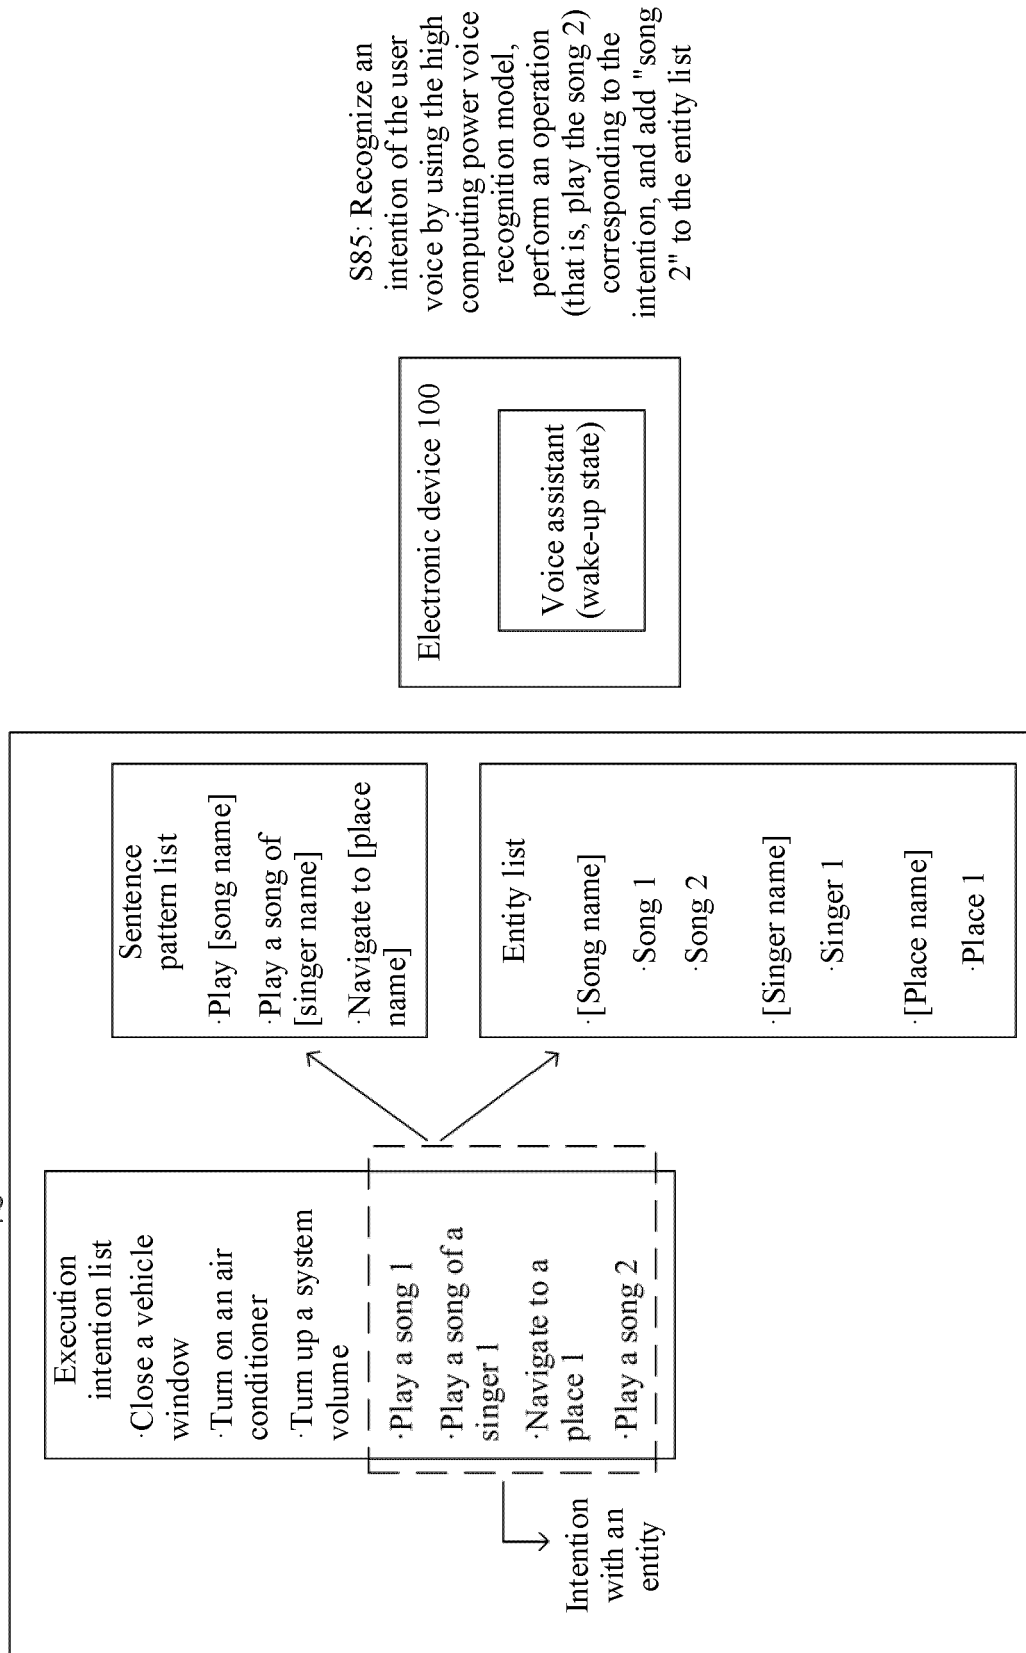 Execution
intention list
·Close a vehicle
window
·Turn on an air
conditioner
·Turn up a system
volume
·Play a song 1
·Play a song of a
singer 1
·Navigate to a
place 1
·Play a song 2
Intention
with an
entity
Sentence
pattern list
·Play [song name]
·Play a song of
[singer name]
·Navigate to [place
name]
Entity list
·[Song name]
·Song 1
·Song 2
·[Singer name]
·Singer 1
·[Place name]
·Place 1
Electronic device 100
Voice assistant
(wake-up state)
S85: Recognize an
intention of the user
voice by using the high
computing power voice
recognition model,
perform an operation
(that is, play the song 2)
corresponding to the
intention, and add "song
2" to the entity list